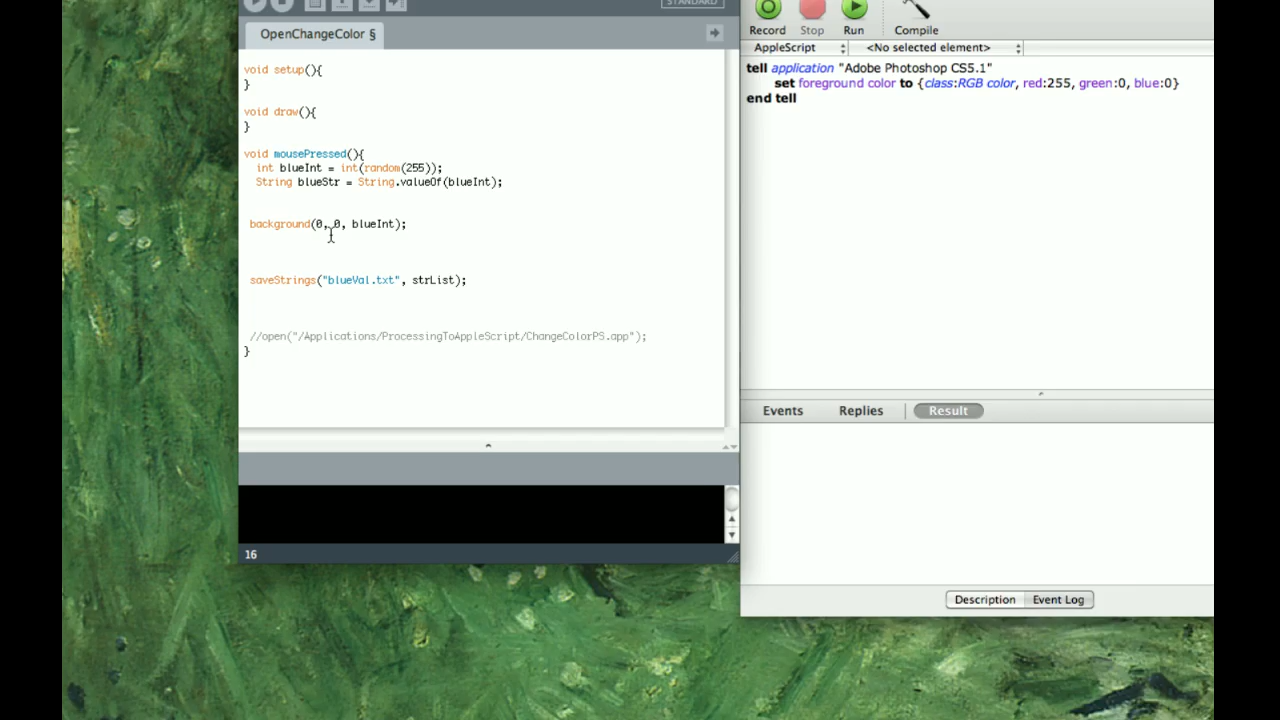 STANDARD
OpenChangeColor §
void setup(){
}
void draw(){
}
void mousePressed(){
int blueInt = int(random(255));
String blueStr = String.valueOf(blueInt);
background(0, 0, blueInt);
saveStrings("blueVal.txt", strList);
//open("/Applications/ProcessingToAppleScript/ChangeColorPS.app");
}
16
Record Stop Run Compile
AppleScript <No selected element>
tell application "Adobe Photoshop CS5.1"
set foreground color to {class:RGB color, red:255, green:0, blue:0}
end tell
Events Replies Result
Description Event Log